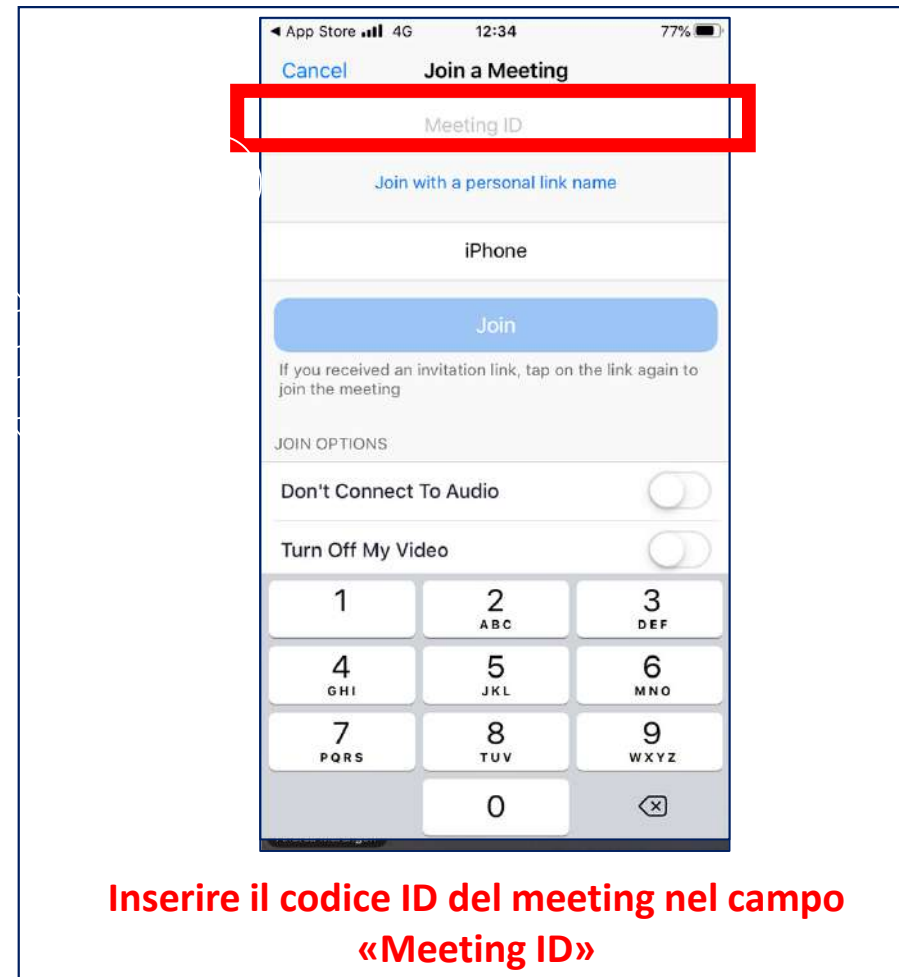 ◄ App Store 4G 12:34 77%
Cancel Join a Meeting
Meeting ID
Join with a personal link name
iPhone
Join
If you received an invitation link, tap on the link again to
join the meeting
JOIN OPTIONS
Don't Connect To Audio
Turn Off My Video
1 2 3
ABC DEF
4 5 6
GHI JKL MNO
7 8 9
PQRS TUV WXYZ
0
Inserire il codice ID del meeting nel campo
«Meeting ID»